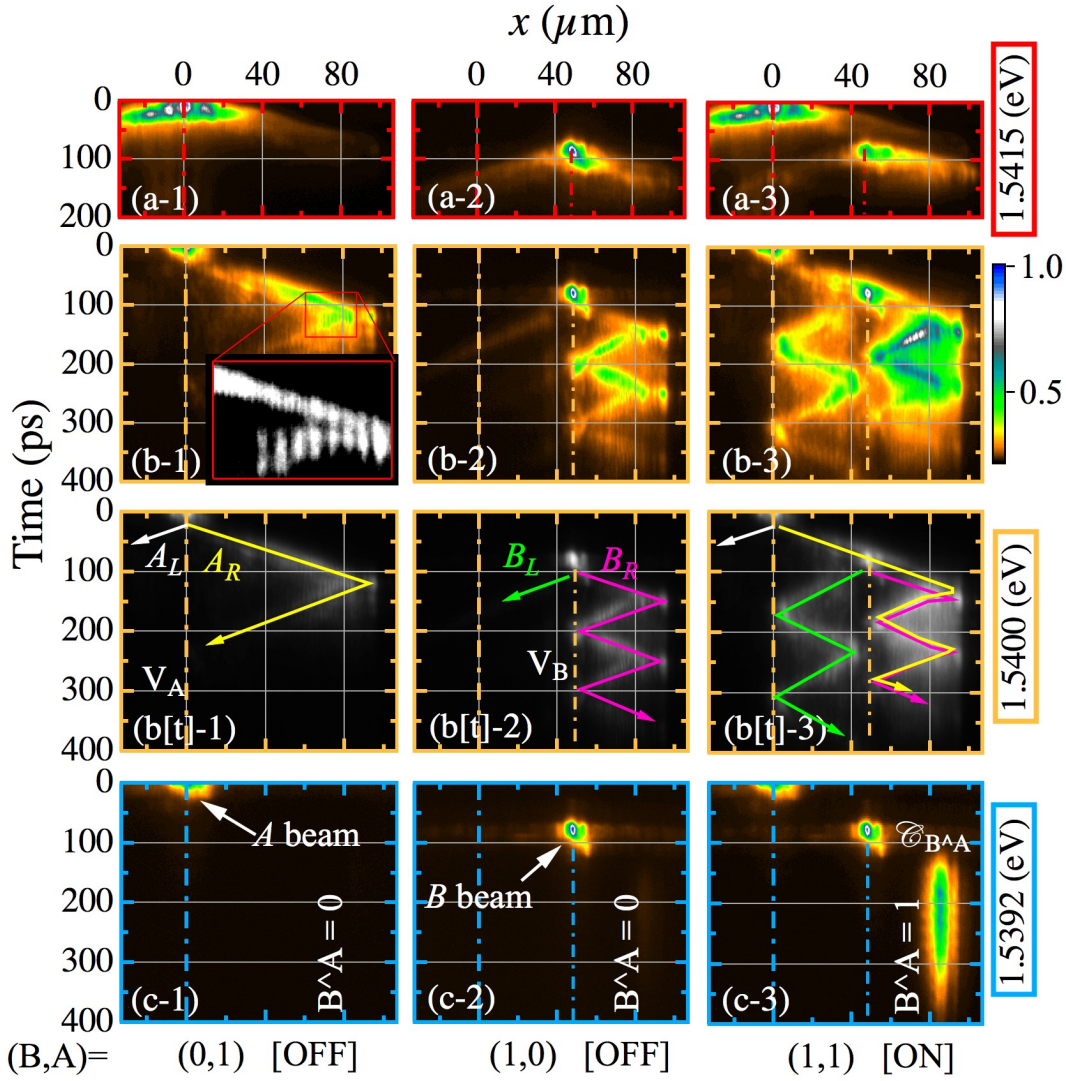 x (μm)
0 40 80 0 40 80 0 40 80
0
100
200
(a-1) (a-2) (a-3)
1.5415 (eV)
0
100
200
300
400
(b-1) (b-2) (b-3)
1.0
0.5
Time (ps)
0
100
200
300
400
A_L A_R
V_A
(b[t]-1)
B_L B_R
V_B
(b[t]-2)
(b[t]-3)
1.5400 (eV)
0
100
200
300
400
A beam
B^A = 0
(c-1)
B beam
B^A = 0
(c-2)
𝒞_B^A
B^A = 1
(c-3)
1.5392 (eV)
(B,A)= (0,1) [OFF] (1,0) [OFF] (1,1) [ON]